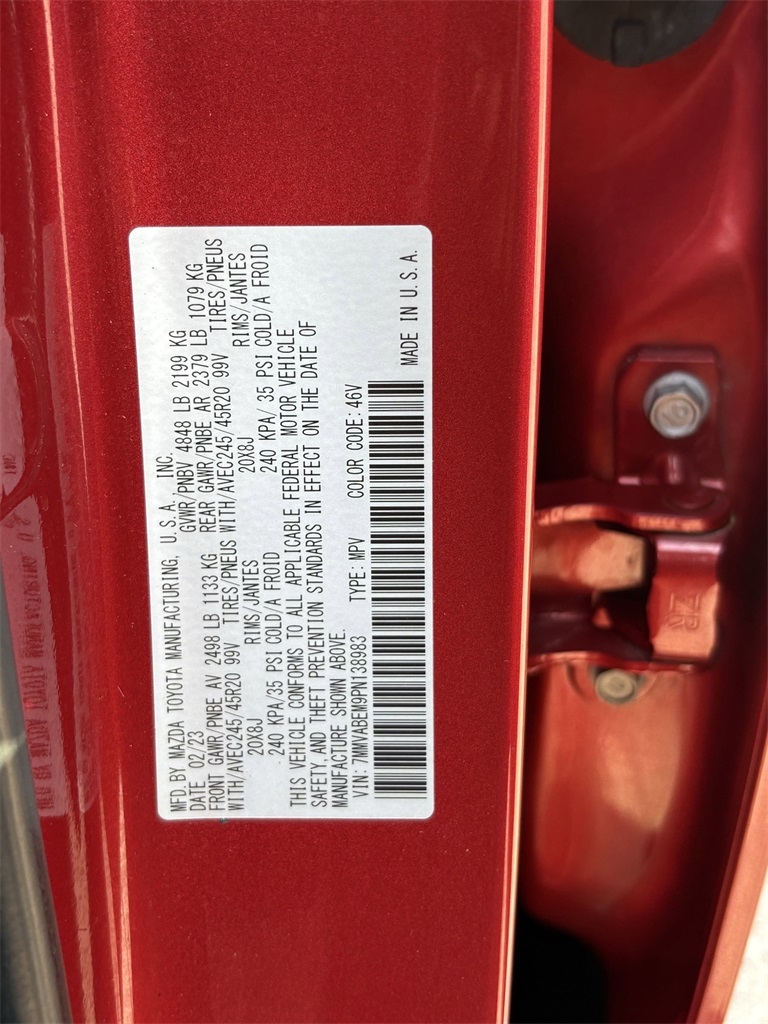 MFD.BY MAZDA TOYOTA MANUFACTURING, U.S.A., INC.
DATE 02/23 GVWR/PNBV 4848 LB 2199 KG
FRONT GAWR/PNBE AV 2498 LB 1133 KG REAR GAWR/PNBE AR 2379 LB 1079 KG
WITH/AVEC245/45R20 99V TIRES/PNEUS WITH/AVEC245/45R20 99V TIRES/PNEUS
20X8J RIMS/JANTES 20X8J RIMS/JANTES
240 KPA/35 PSI COLD/A FROID 240 KPA/ 35 PSI COLD/A FROID
THIS VEHICLE CONFORMS TO ALL APPLICABLE FEDERAL MOTOR VEHICLE
SAFETY,AND THEFT PREVENTION STANDARDS IN EFFECT ON THE DATE OF
MANUFACTURE SHOWN ABOVE.
VIN: 7MMVABEM9PN138983 TYPE: MPV COLOR CODE: 46V
MADE IN U.S.A.
ZR